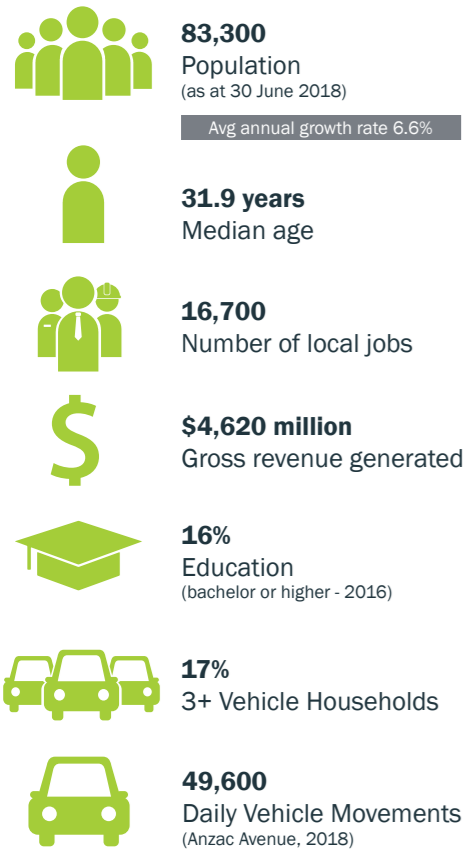 83,300
Population
(as at 30 June 2018)
Avg annual growth rate 6.6%
31.9 years
Median age
16,700
Number of local jobs
$
$4,620 million
Gross revenue generated
16%
Education
(bachelor or higher - 2016)
17%
3+ Vehicle Households
49,600
Daily Vehicle Movements
(Anzac Avenue, 2018)